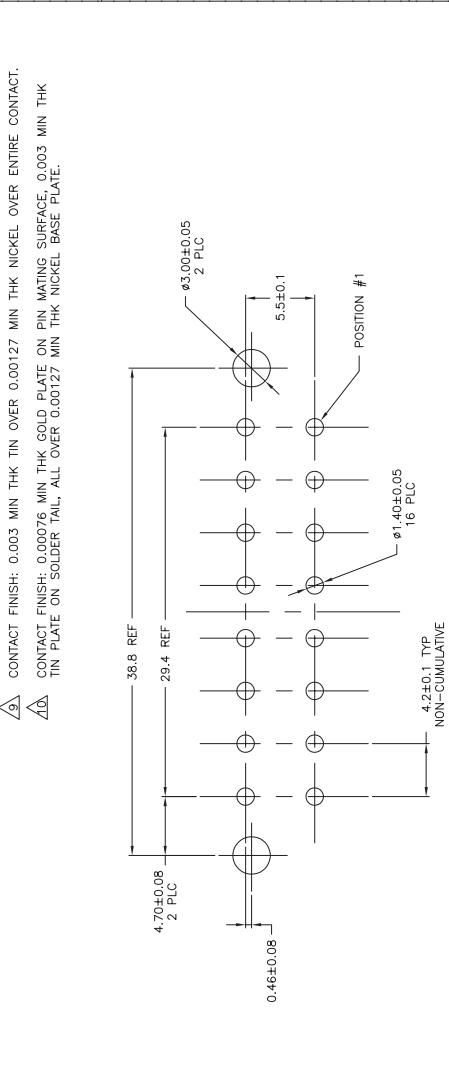 9 CONTACT FINISH: 0.003 MIN THK TIN OVER 0.00127 MIN THK NICKEL OVER ENTIRE CONTACT.
10 CONTACT FINISH: 0.00076 MIN THK GOLD PLATE ON PIN MATING SURFACE, 0.003 MIN THK
TIN PLATE ON SOLDER TAIL, ALL OVER 0.00127 MIN THK NICKEL BASE PLATE.
38.8 REF
29.4 REF
4.70±0.08
2 PLC
0.46±0.08
ø3.00±0.05
2 PLC
5.5±0.1
POSITION #1
ø1.40±0.05
16 PLC
4.2±0.1 TYP
NON-CUMULATIVE